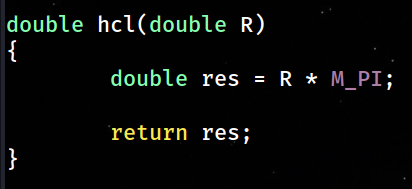 double hcl(double R)
{
        double res = R * M_PI;

        return res;
}